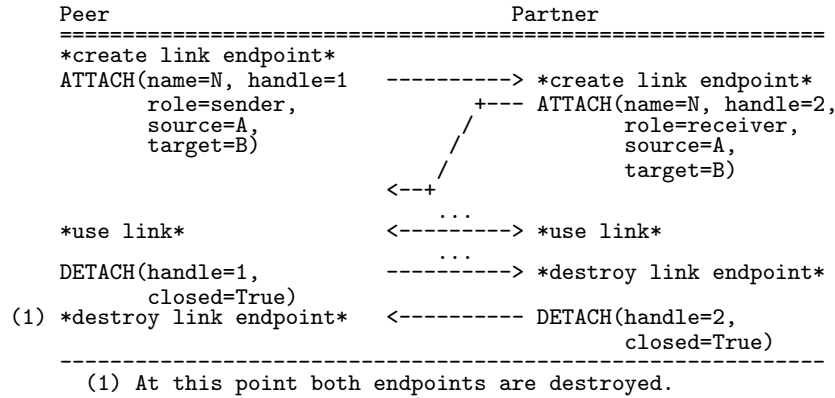 Peer                                Partner
=============================================================
*create link endpoint*
ATTACH(name=N, handle=1   ----------> *create link endpoint*
       role=sender,              +--- ATTACH(name=N, handle=2,
       source=A,                /            role=receiver,
       target=B)               /             source=A,
                              /              target=B)
                          <--+
                              ...
*use link*                <----------> *use link*
                              ...
DETACH(handle=1,          ----------> *destroy link endpoint*
       closed=True)
(1) *destroy link endpoint*   <---------- DETACH(handle=2,
                                             closed=True)
-------------------------------------------------------------
(1) At this point both endpoints are destroyed.